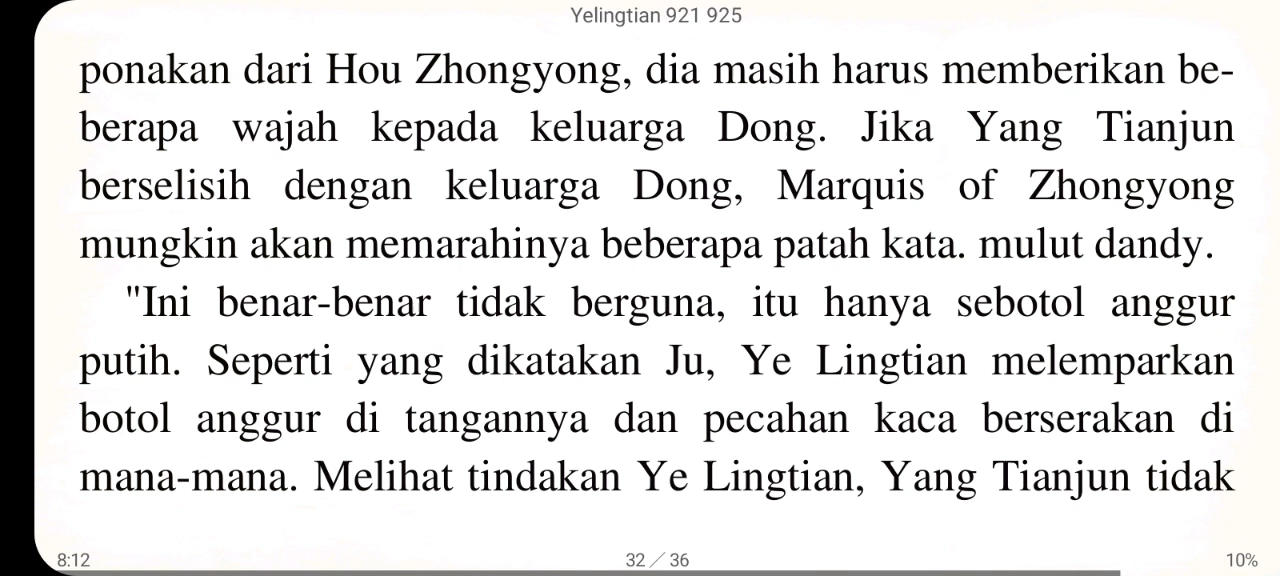 Yelingtian 921 925
ponakan dari Hou Zhongyong, dia masih harus memberikan be-
berapa wajah kepada keluarga Dong. Jika Yang Tianjun
berselisih dengan keluarga Dong, Marquis of Zhongyong
mungkin akan memarahinya beberapa patah kata. mulut dandy.
"Ini benar-benar tidak berguna, itu hanya sebotol anggur
putih. Seperti yang dikatakan Ju, Ye Lingtian melemparkan
botol anggur di tangannya dan pecahan kaca berserakan di
mana-mana. Melihat tindakan Ye Lingtian, Yang Tianjun tidak
8:12 32 / 36 10%